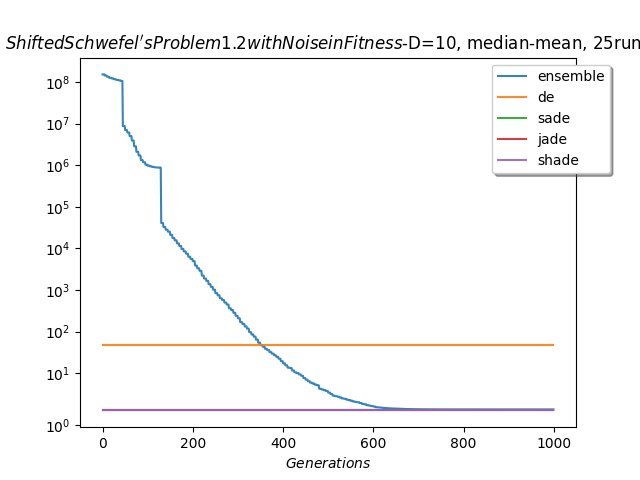 ShiftedSchwefel'sProblem1.2withNoiseinFitness-D=10, median-mean, 25run
ensemble
de
sade
jade
shade
10^8
10^7
10^6
10^5
10^4
10^3
10^2
10^1
10^0
0 200 400 600 800 1000
Generations